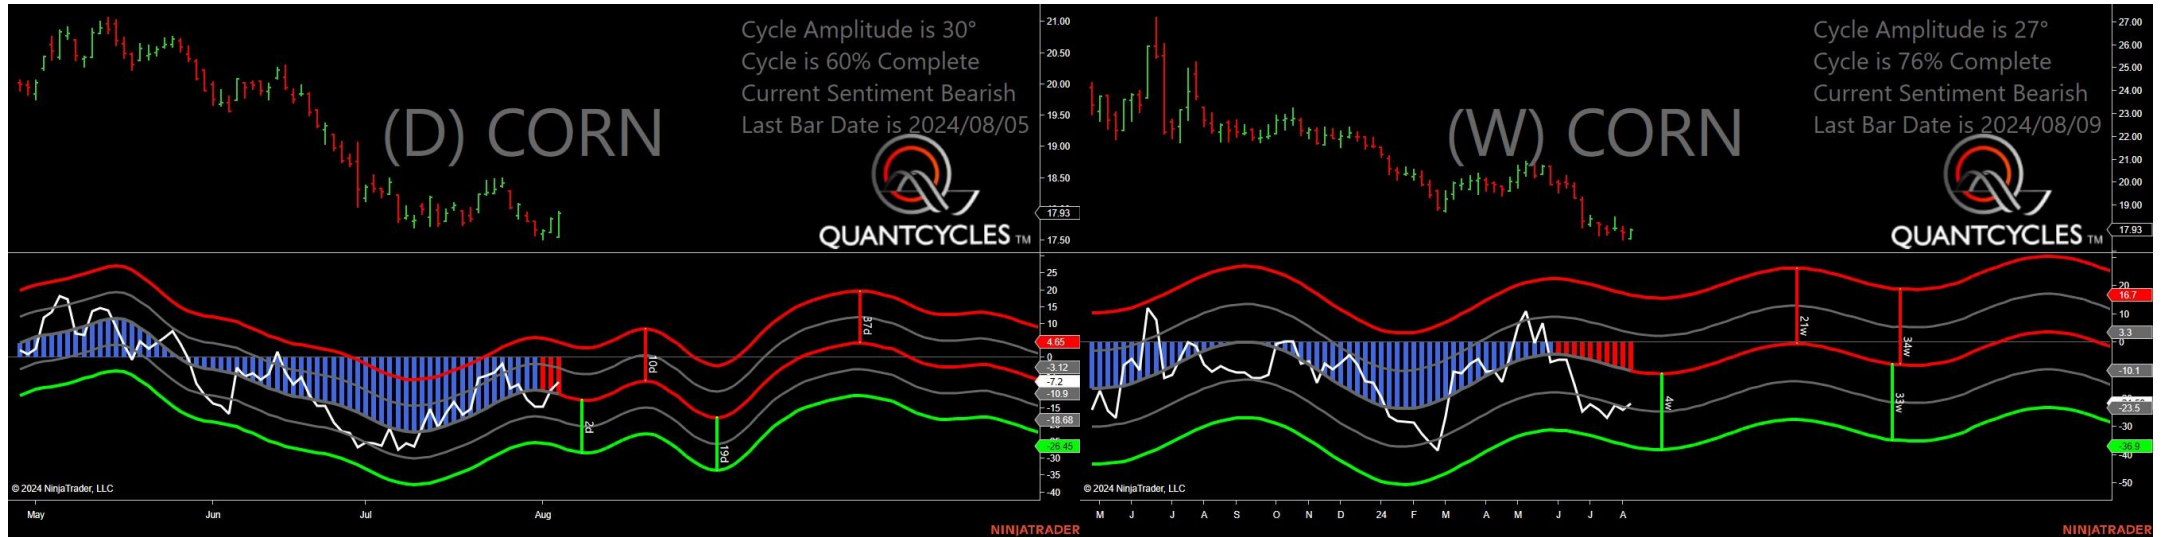 Cycle Amplitude is 30°
Cycle is 60% Complete
Current Sentiment Bearish
Last Bar Date is 2024/08/05
(D) CORN
QUANTCYCLES TM
21.00
20.50
20.00
19.50
19.00
18.50
17.93
17.50
25
20
15
10
4.65
0
-3.12
-7.2
-10.9
-15
-18.68
-26.45
-30
-35
-40
2d
10d
19d
37d
© 2024 NinjaTrader, LLC
May Jun Jul Aug
NINJATRADER
Cycle Amplitude is 27°
Cycle is 76% Complete
Current Sentiment Bearish
Last Bar Date is 2024/08/09
(W) CORN
QUANTCYCLES TM
27.00
26.00
25.00
24.00
23.00
22.00
21.00
20.00
19.00
17.93
20
16.7
10
3.3
0
-10.1
-23.5
-30
-36.9
-40
-50
4w
21w
33w
34w
© 2024 NinjaTrader, LLC
M J J A S O N D 24 F M A M J J A
NINJATRADER